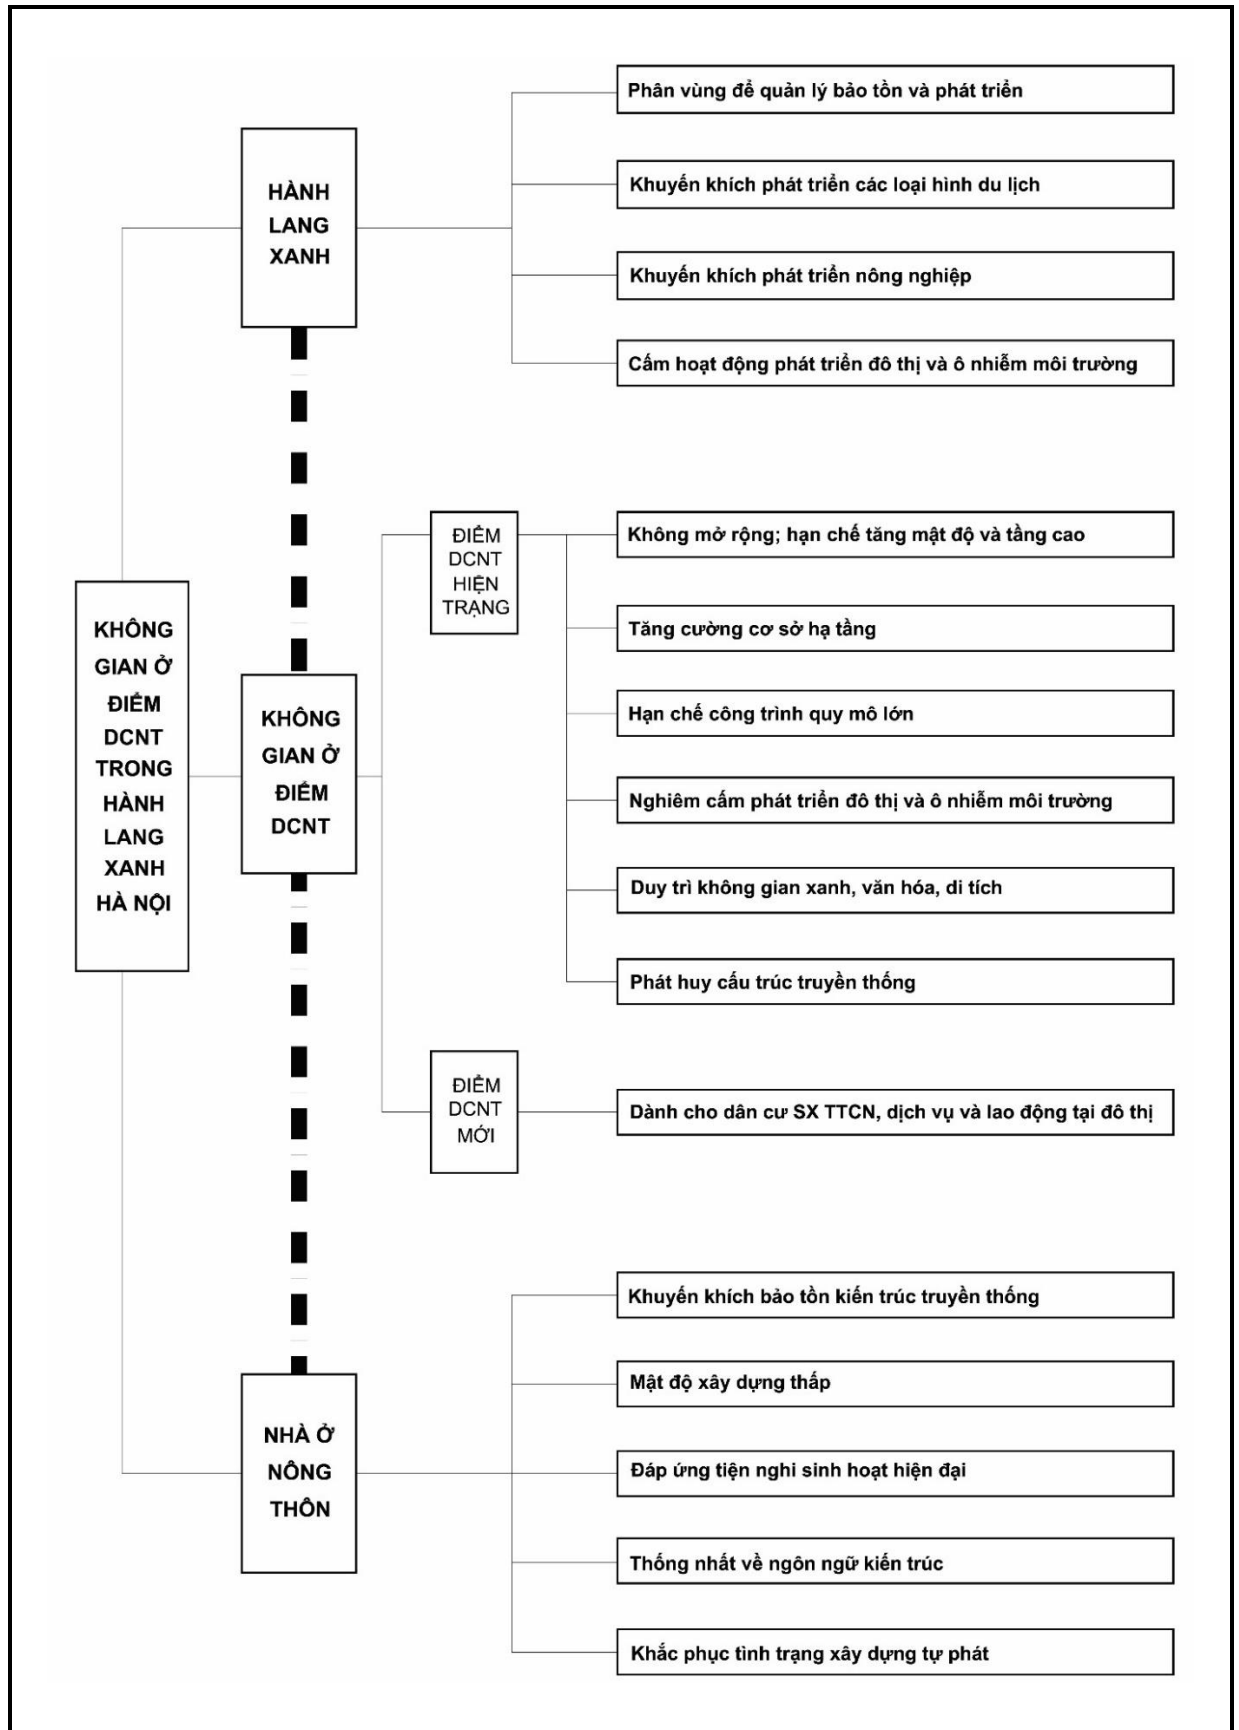 KHÔNG
GIAN Ở
ĐIỂM
DCNT
TRONG
HÀNH
LANG
XANH
HÀ NỘI
HÀNH
LANG
XANH
Phân vùng để quản lý bảo tồn và phát triển
Khuyến khích phát triển các loại hình du lịch
Khuyến khích phát triển nông nghiệp
Cấm hoạt động phát triển đô thị và ô nhiễm môi trường
KHÔNG
GIAN Ở
ĐIỂM
DCNT
ĐIỂM
DCNT
HIỆN
TRẠNG
Không mở rộng; hạn chế tăng mật độ và tầng cao
Tăng cường cơ sở hạ tầng
Hạn chế công trình quy mô lớn
Nghiêm cấm phát triển đô thị và ô nhiễm môi trường
Duy trì không gian xanh, văn hóa, di tích
Phát huy cấu trúc truyền thống
ĐIỂM
DCNT
MỚI
Dành cho dân cư SX TTCN, dịch vụ và lao động tại đô thị
NHÀ Ở
NÔNG
THÔN
Khuyến khích bảo tồn kiến trúc truyền thống
Mật độ xây dựng thấp
Đáp ứng tiện nghi sinh hoạt hiện đại
Thống nhất về ngôn ngữ kiến trúc
Khắc phục tình trạng xây dựng tự phát